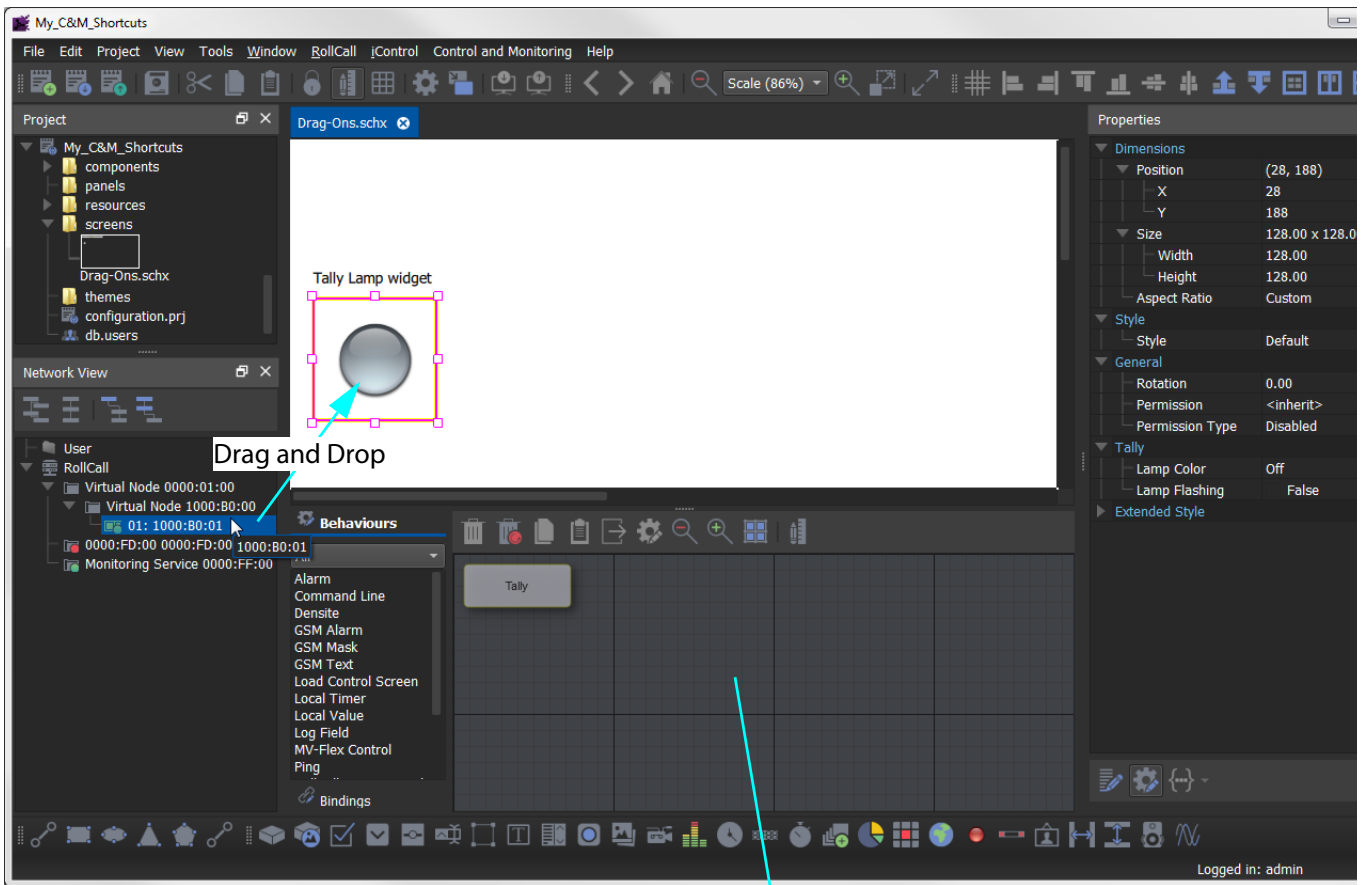 My_C&M_Shortcuts
File Edit Project View Tools Window RollCall iControl Control and Monitoring Help
Scale (86%)
Project
My_C&M_Shortcuts
components
panels
resources
screens
Drag-Ons.schx
themes
configuration.prj
db.users
Network View
User
RollCall
Virtual Node 0000:01:00
Virtual Node 1000:B0:00
01: 1000:B0:01
0000:FD:00 0000:FD:00
1000:B0:01
Monitoring Service 0000:FF:00
Drag-Ons.schx
Tally Lamp widget
Drag and Drop
Behaviours
Alarm
Command Line
Densite
GSM Alarm
GSM Mask
GSM Text
Load Control Screen
Local Timer
Local Value
Log Field
MV-Flex Control
Ping
Bindings
Tally
Properties
Dimensions
Position (28, 188)
X 28
Y 188
Size 128.00 x 128.0
Width 128.00
Height 128.00
Aspect Ratio Custom
Style
Style Default
General
Rotation 0.00
Permission <inherit>
Permission Type Disabled
Tally
Lamp Color Off
Lamp Flashing False
Extended Style
Logged in: admin